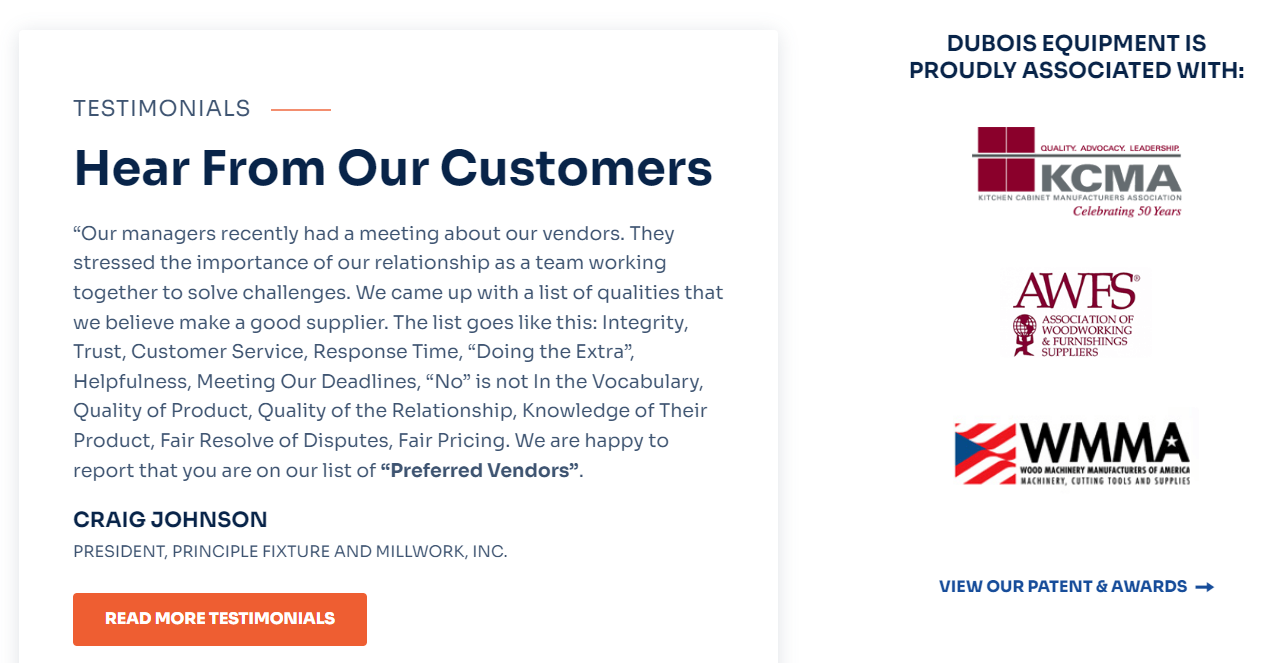 TESTIMONIALS
Hear From Our Customers
“Our managers recently had a meeting about our vendors. They
stressed the importance of our relationship as a team working
together to solve challenges. We came up with a list of qualities that
we believe make a good supplier. The list goes like this: Integrity,
Trust, Customer Service, Response Time, “Doing the Extra”,
Helpfulness, Meeting Our Deadlines, “No” is not In the Vocabulary,
Quality of Product, Quality of the Relationship, Knowledge of Their
Product, Fair Resolve of Disputes, Fair Pricing. We are happy to
report that you are on our list of “Preferred Vendors”.
CRAIG JOHNSON
PRESIDENT, PRINCIPLE FIXTURE AND MILLWORK, INC.
READ MORE TESTIMONIALS
DUBOIS EQUIPMENT IS
PROUDLY ASSOCIATED WITH:
QUALITY. ADVOCACY. LEADERSHIP.
KCMA
KITCHEN CABINET MANUFACTURERS ASSOCIATION
Celebrating 50 Years
AWFS®
ASSOCIATION OF
WOODWORKING
& FURNISHINGS
SUPPLIERS
WMMA
WOOD MACHINERY MANUFACTURERS OF AMERICA
MACHINERY, CUTTING TOOLS AND SUPPLIES
VIEW OUR PATENT & AWARDS